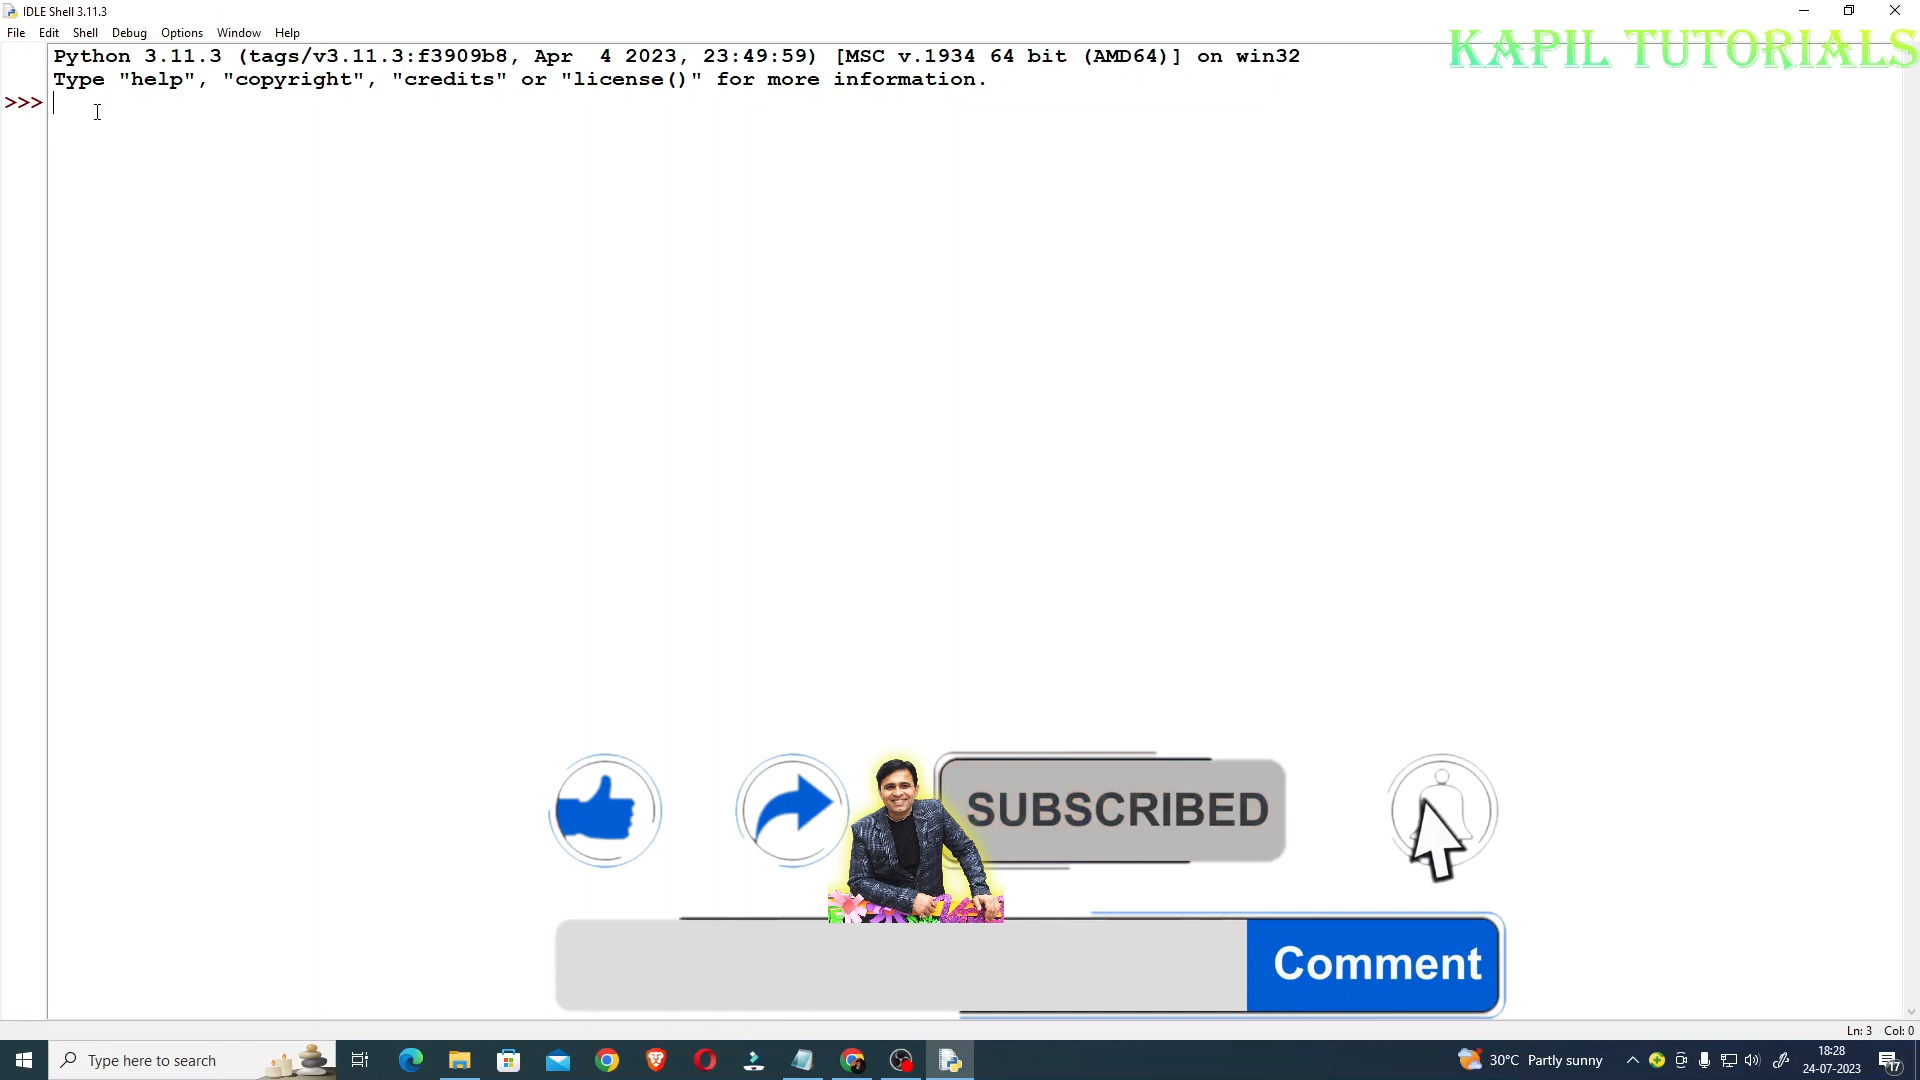 IDLE Shell 3.11.3
File Edit Shell Debug Options Window Help
KAPIL TUTORIALS
Python 3.11.3 (tags/v3.11.3:f3909b8, Apr  4 2023, 23:49:59) [MSC v.1934 64 bit (AMD64)] on win32
Type "help", "copyright", "credits" or "license()" for more information.
>>>
SUBSCRIBED
Comment
Ln: 3 Col: 0
Type here to search
30°C Partly sunny
18:28
24-07-2023
17